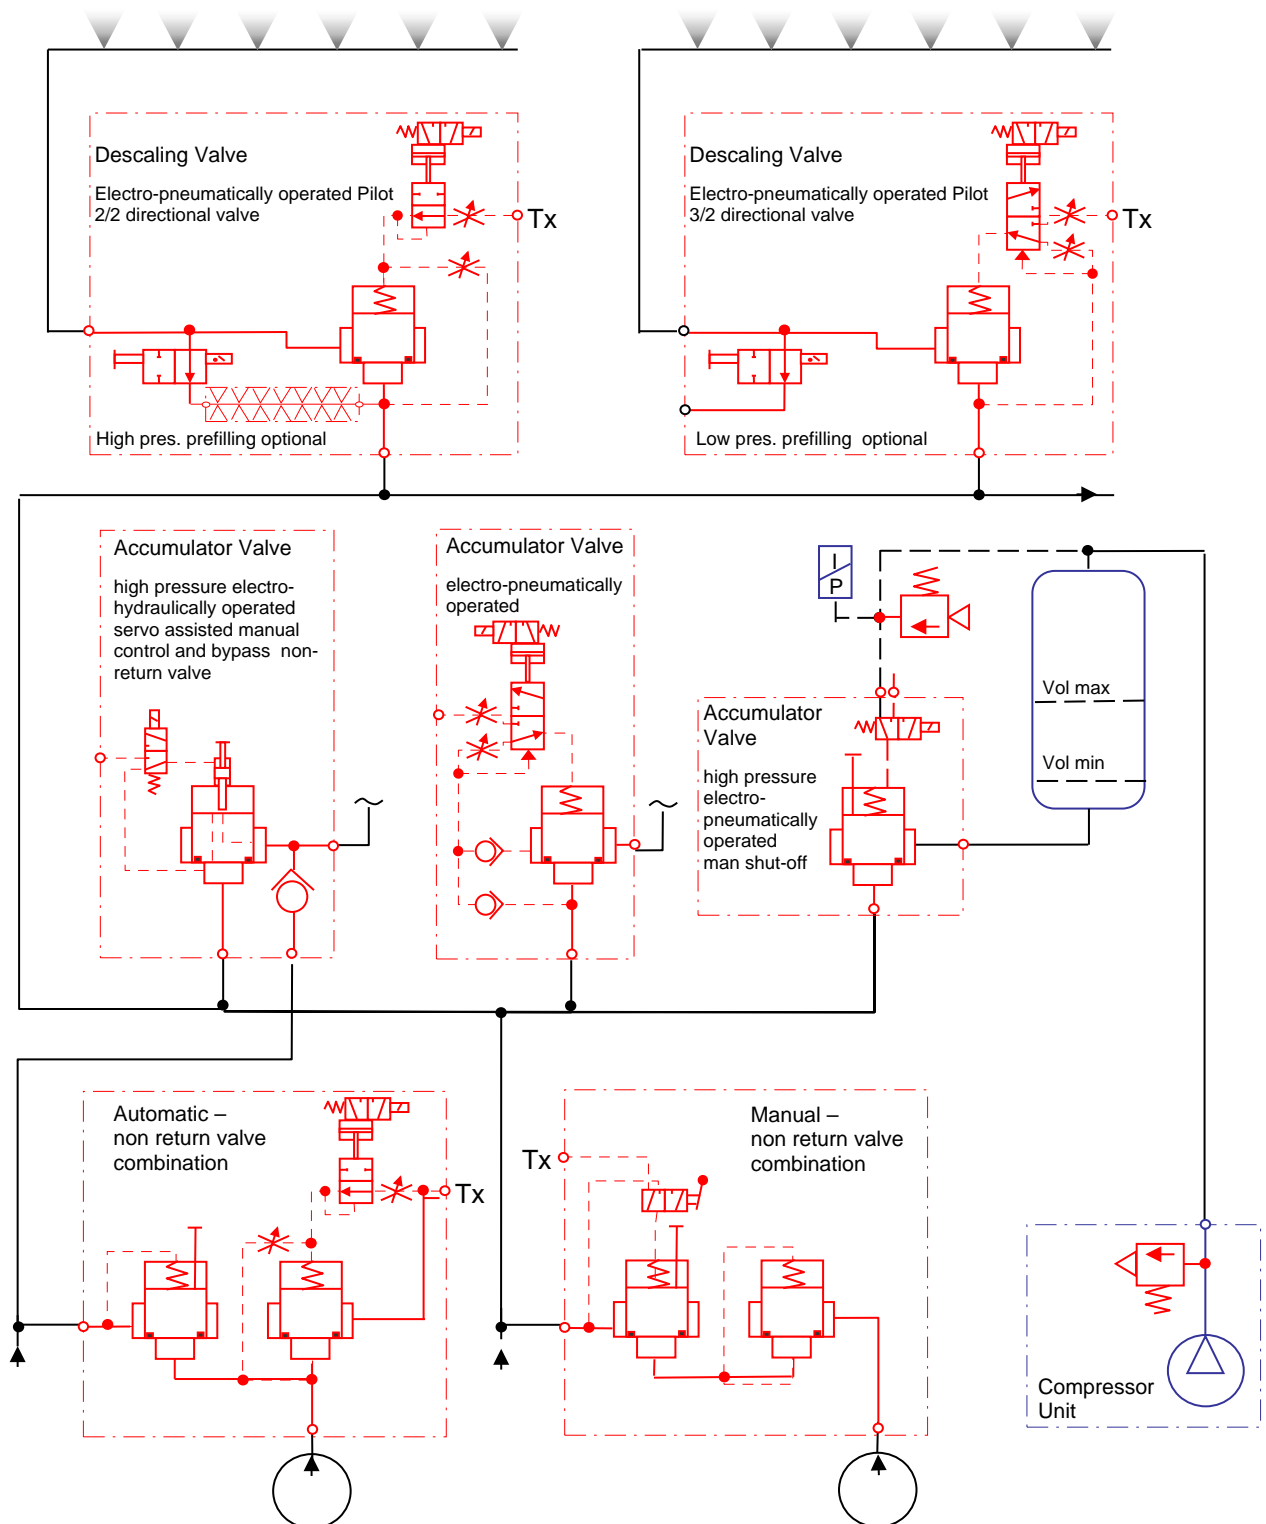 Descaling Valve
Electro-pneumatically operated Pilot
2/2 directional valve
Tx
High pres. prefilling optional
Descaling Valve
Electro-pneumatically operated Pilot
3/2 directional valve
Tx
Low pres. prefilling optional
Accumulator Valve
high pressure electro-
hydraulically operated
servo assisted manual
control and bypass non-
return valve
Accumulator Valve
electro-pneumatically
operated
I
P
Accumulator
Valve
high pressure
electro-
pneumatically
operated
man shut-off
Vol max
Vol min
Automatic –
non return valve
combination
Tx
Manual –
non return valve
combination
Tx
Compressor
Unit